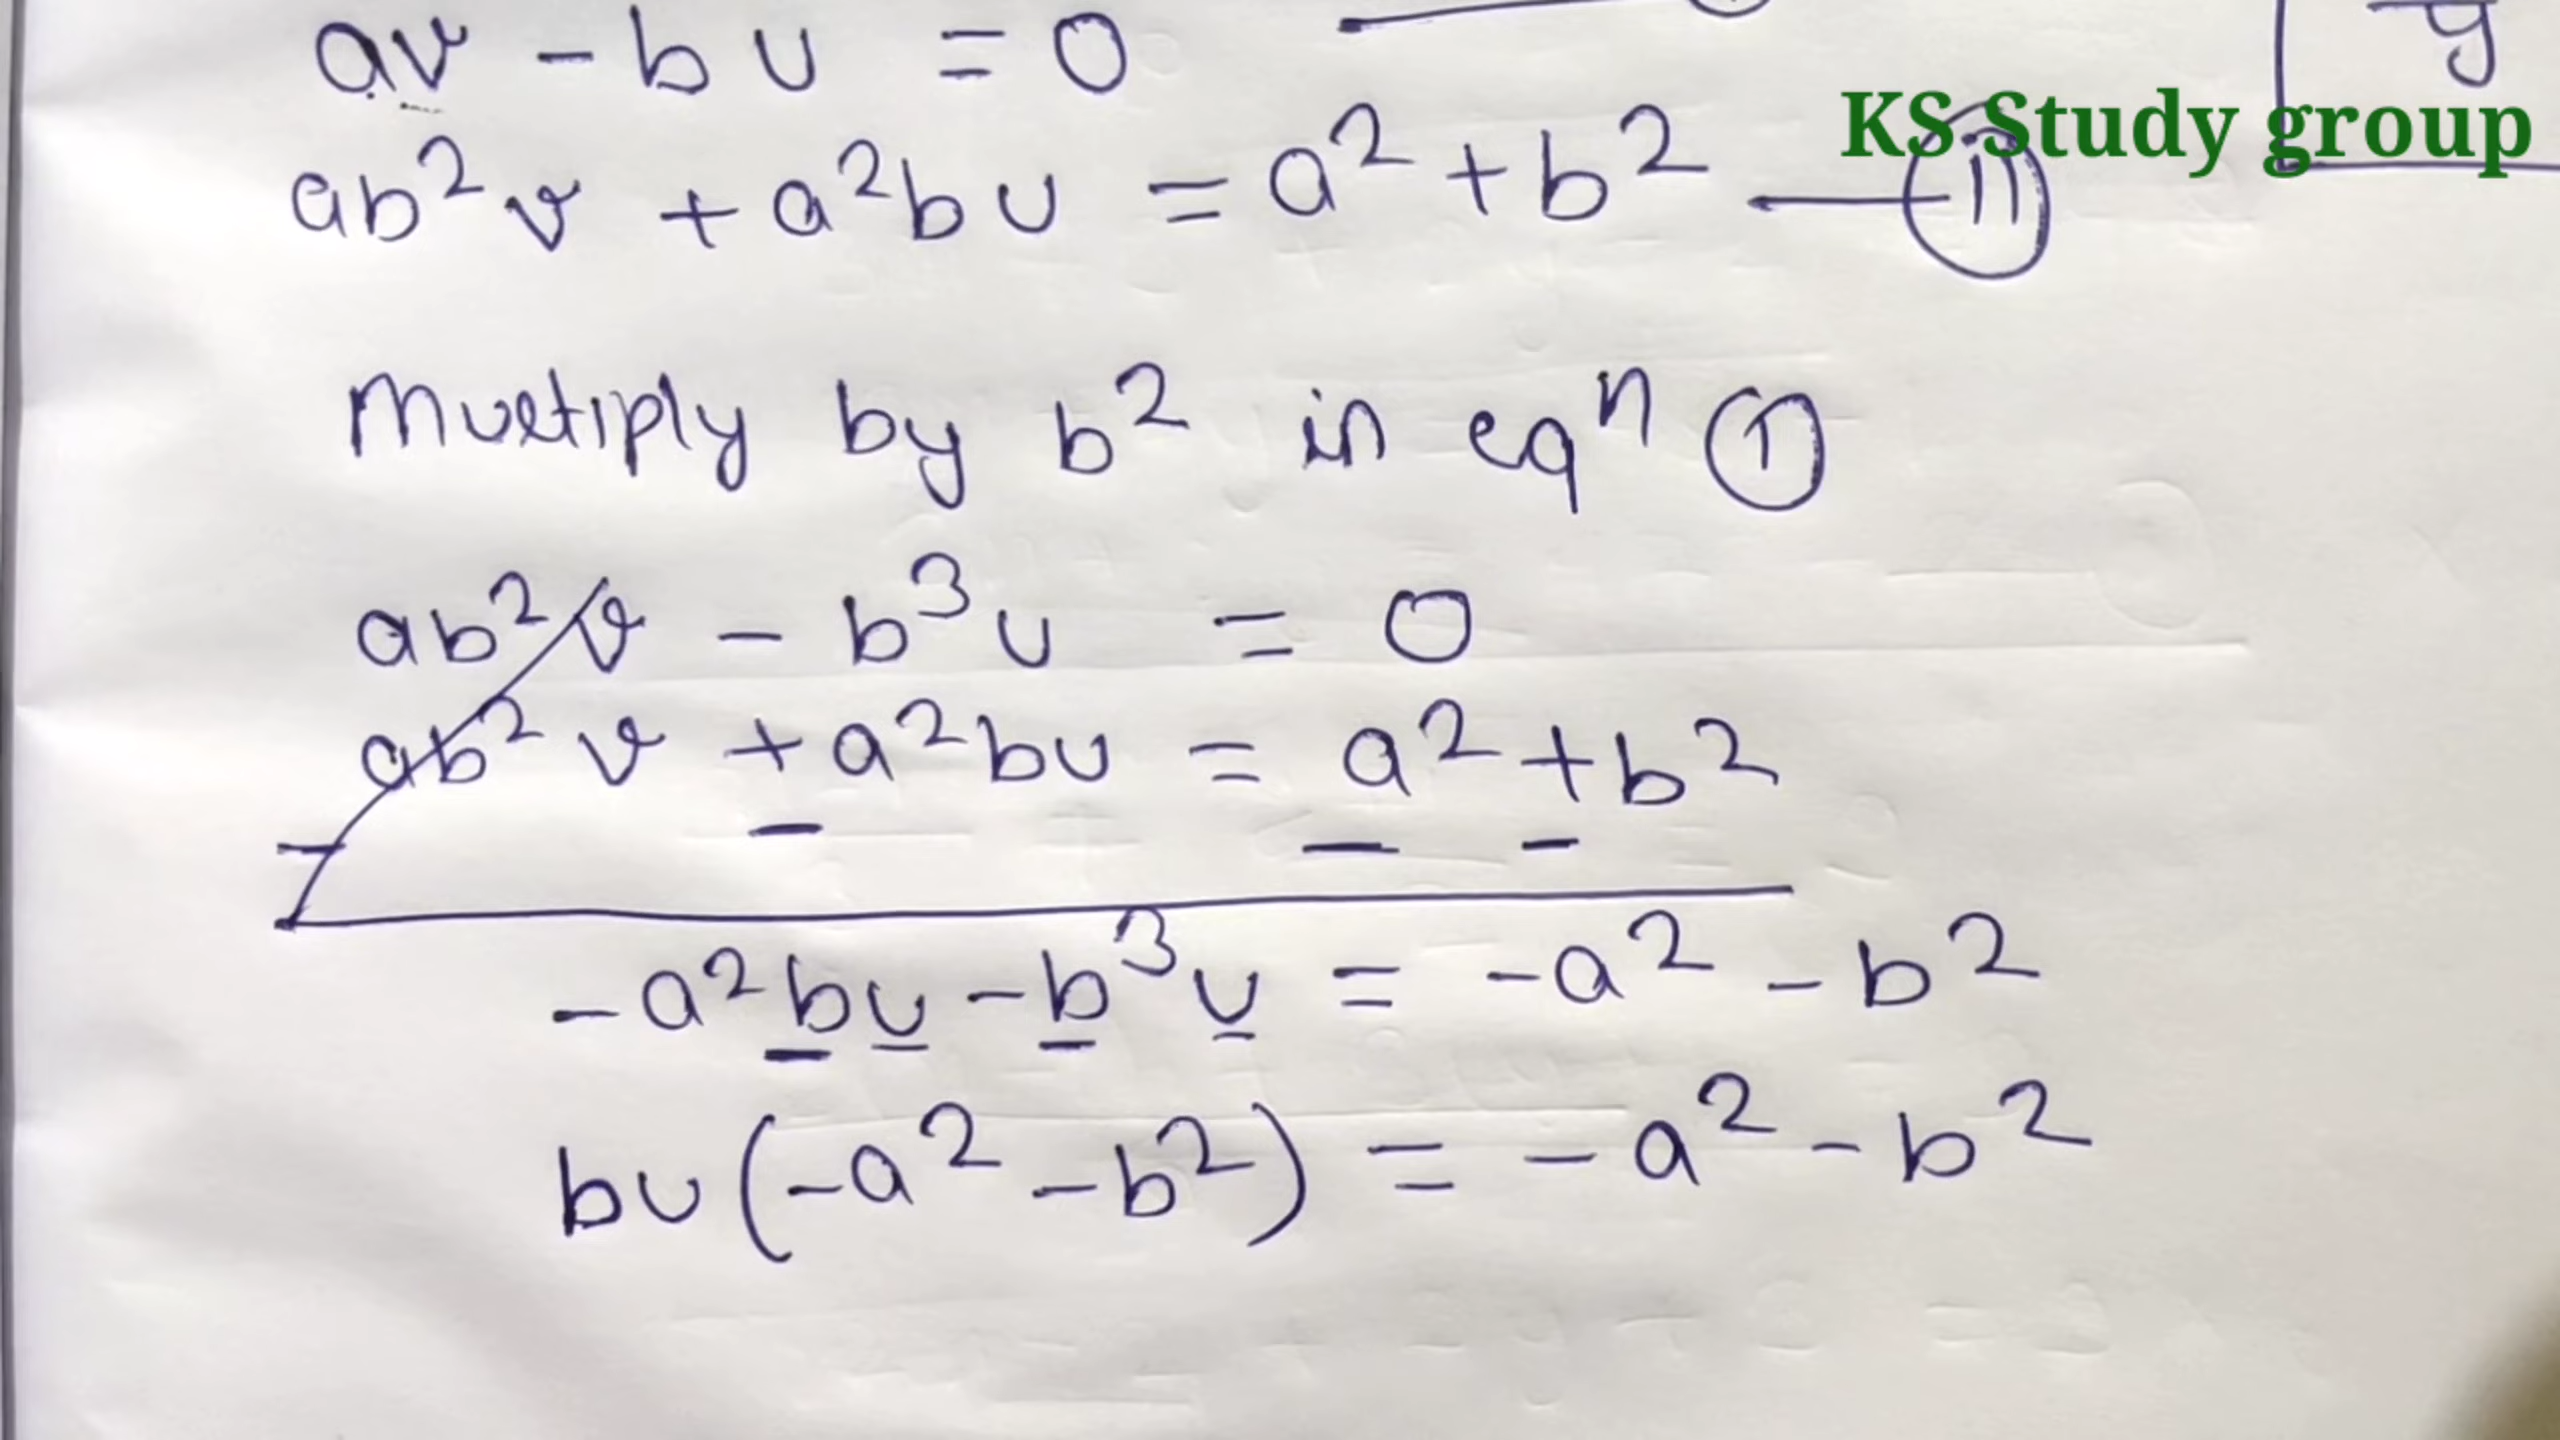 av - bu = 0
y
KS Study group
ab²v + a²bu = a² + b² — (ii)
Multiply by b² in eqⁿ (I)
ab²v - b³u = 0
ab²v + a²bu = a² + b²
- - - -
-a²bu - b³u = -a² - b²
bu(-a² - b²) = -a² - b²